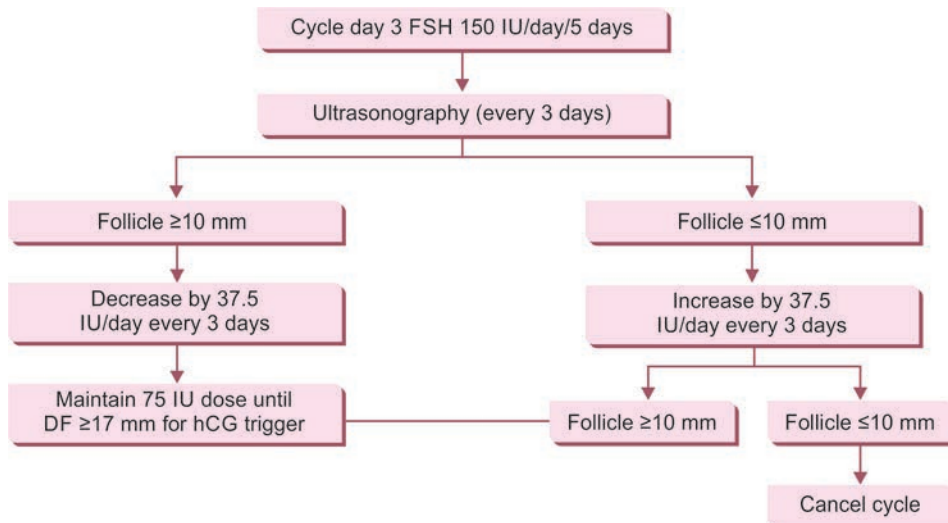 Cycle day 3 FSH 150 IU/day/5 days
Ultrasonography (every 3 days)
Follicle ≥10 mm
Follicle ≤10 mm
Decrease by 37.5
IU/day every 3 days
Increase by 37.5
IU/day every 3 days
Maintain 75 IU dose until
DF ≥17 mm for hCG trigger
Follicle ≥10 mm
Follicle ≤10 mm
Cancel cycle